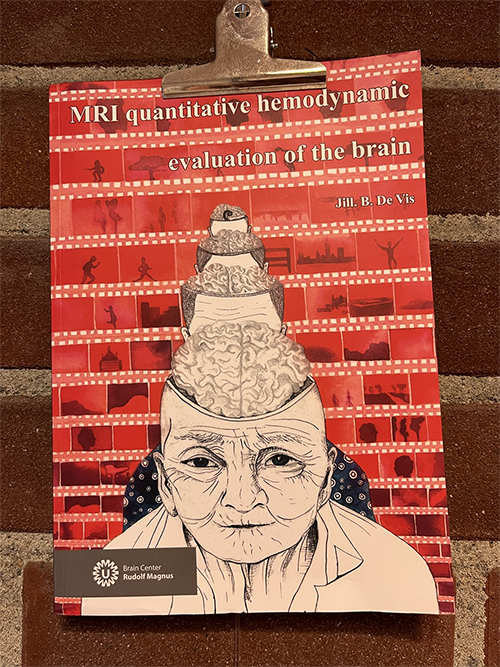 MRI quantitative hemodynamic
evaluation of the brain
Jill. B. De Vis
U
Brain Center
Rudolf Magnus